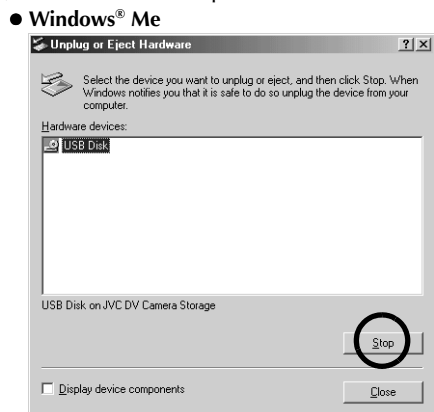 ● Windows® Me
Unplug or Eject Hardware
Select the device you want to unplug or eject, and then click Stop. When
Windows notifies you that it is safe to do so unplug the device from your
computer.
Hardware devices:
USB Disk
USB Disk on JVC DV Camera Storage
Stop
Display device components
Close